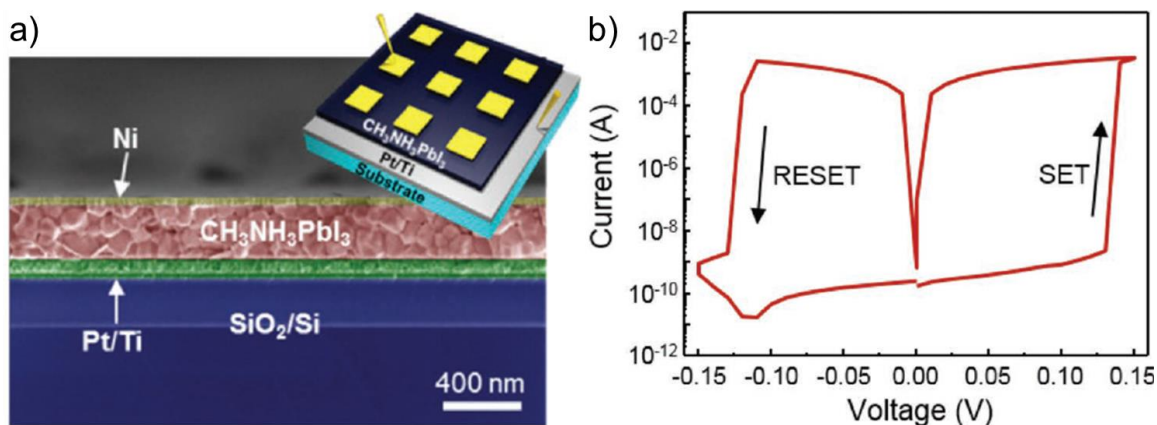 a)
Ni
CH₃NH₃PbI₃
Pt/Ti
SiO₂/Si
400 nm
CH₃NH₃PbI₃
Pt/Ti
Substrate
b)
Current (A)
10⁻²
10⁻⁴
10⁻⁶
10⁻⁸
10⁻¹⁰
10⁻¹²
RESET
SET
-0.15 -0.10 -0.05 0.00 0.05 0.10 0.15
Voltage (V)